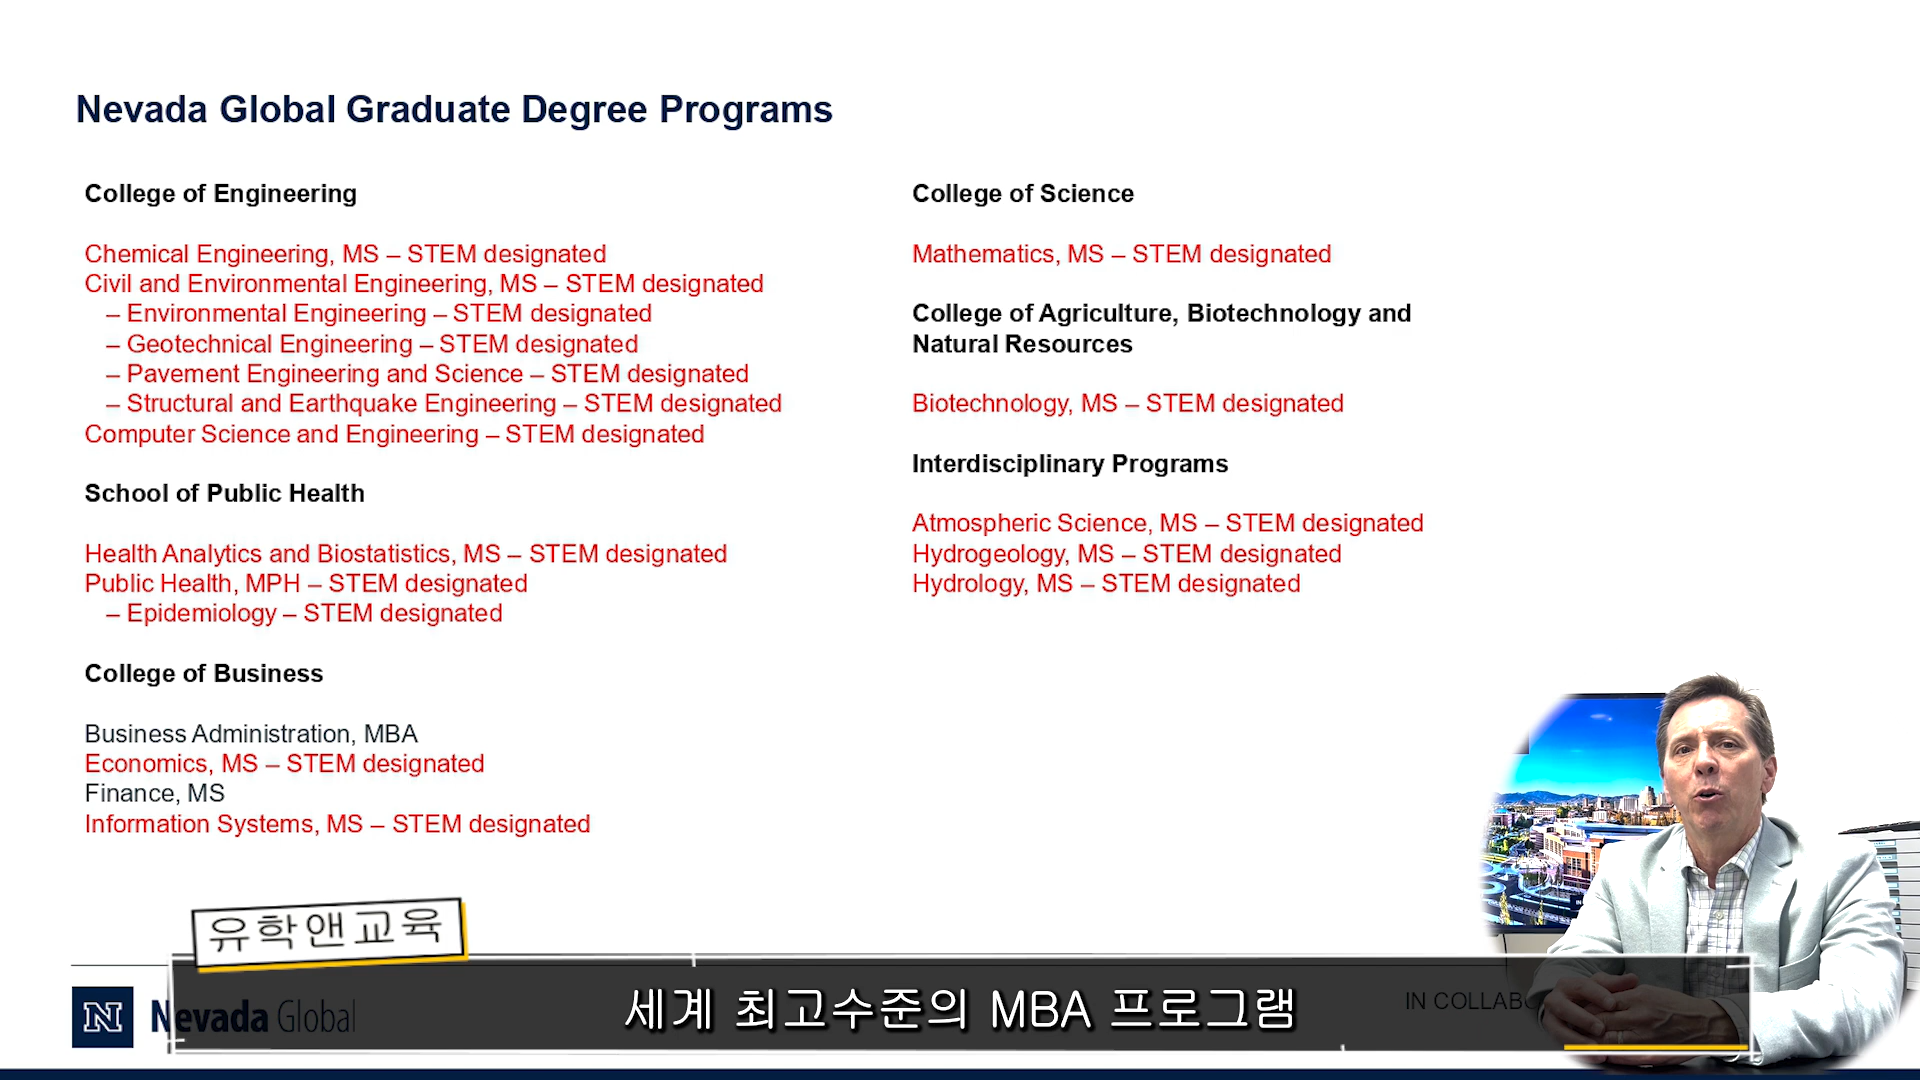 Nevada Global Graduate Degree Programs
College of Engineering
Chemical Engineering, MS – STEM designated
Civil and Environmental Engineering, MS – STEM designated
– Environmental Engineering – STEM designated
– Geotechnical Engineering – STEM designated
– Pavement Engineering and Science – STEM designated
– Structural and Earthquake Engineering – STEM designated
Computer Science and Engineering – STEM designated
School of Public Health
Health Analytics and Biostatistics, MS – STEM designated
Public Health, MPH – STEM designated
– Epidemiology – STEM designated
College of Business
Business Administration, MBA
Economics, MS – STEM designated
Finance, MS
Information Systems, MS – STEM designated
College of Science
Mathematics, MS – STEM designated
College of Agriculture, Biotechnology and
Natural Resources
Biotechnology, MS – STEM designated
Interdisciplinary Programs
Atmospheric Science, MS – STEM designated
Hydrogeology, MS – STEM designated
Hydrology, MS – STEM designated
유학앤교육
세계 최고수준의 MBA 프로그램
N Nevada Global
IN